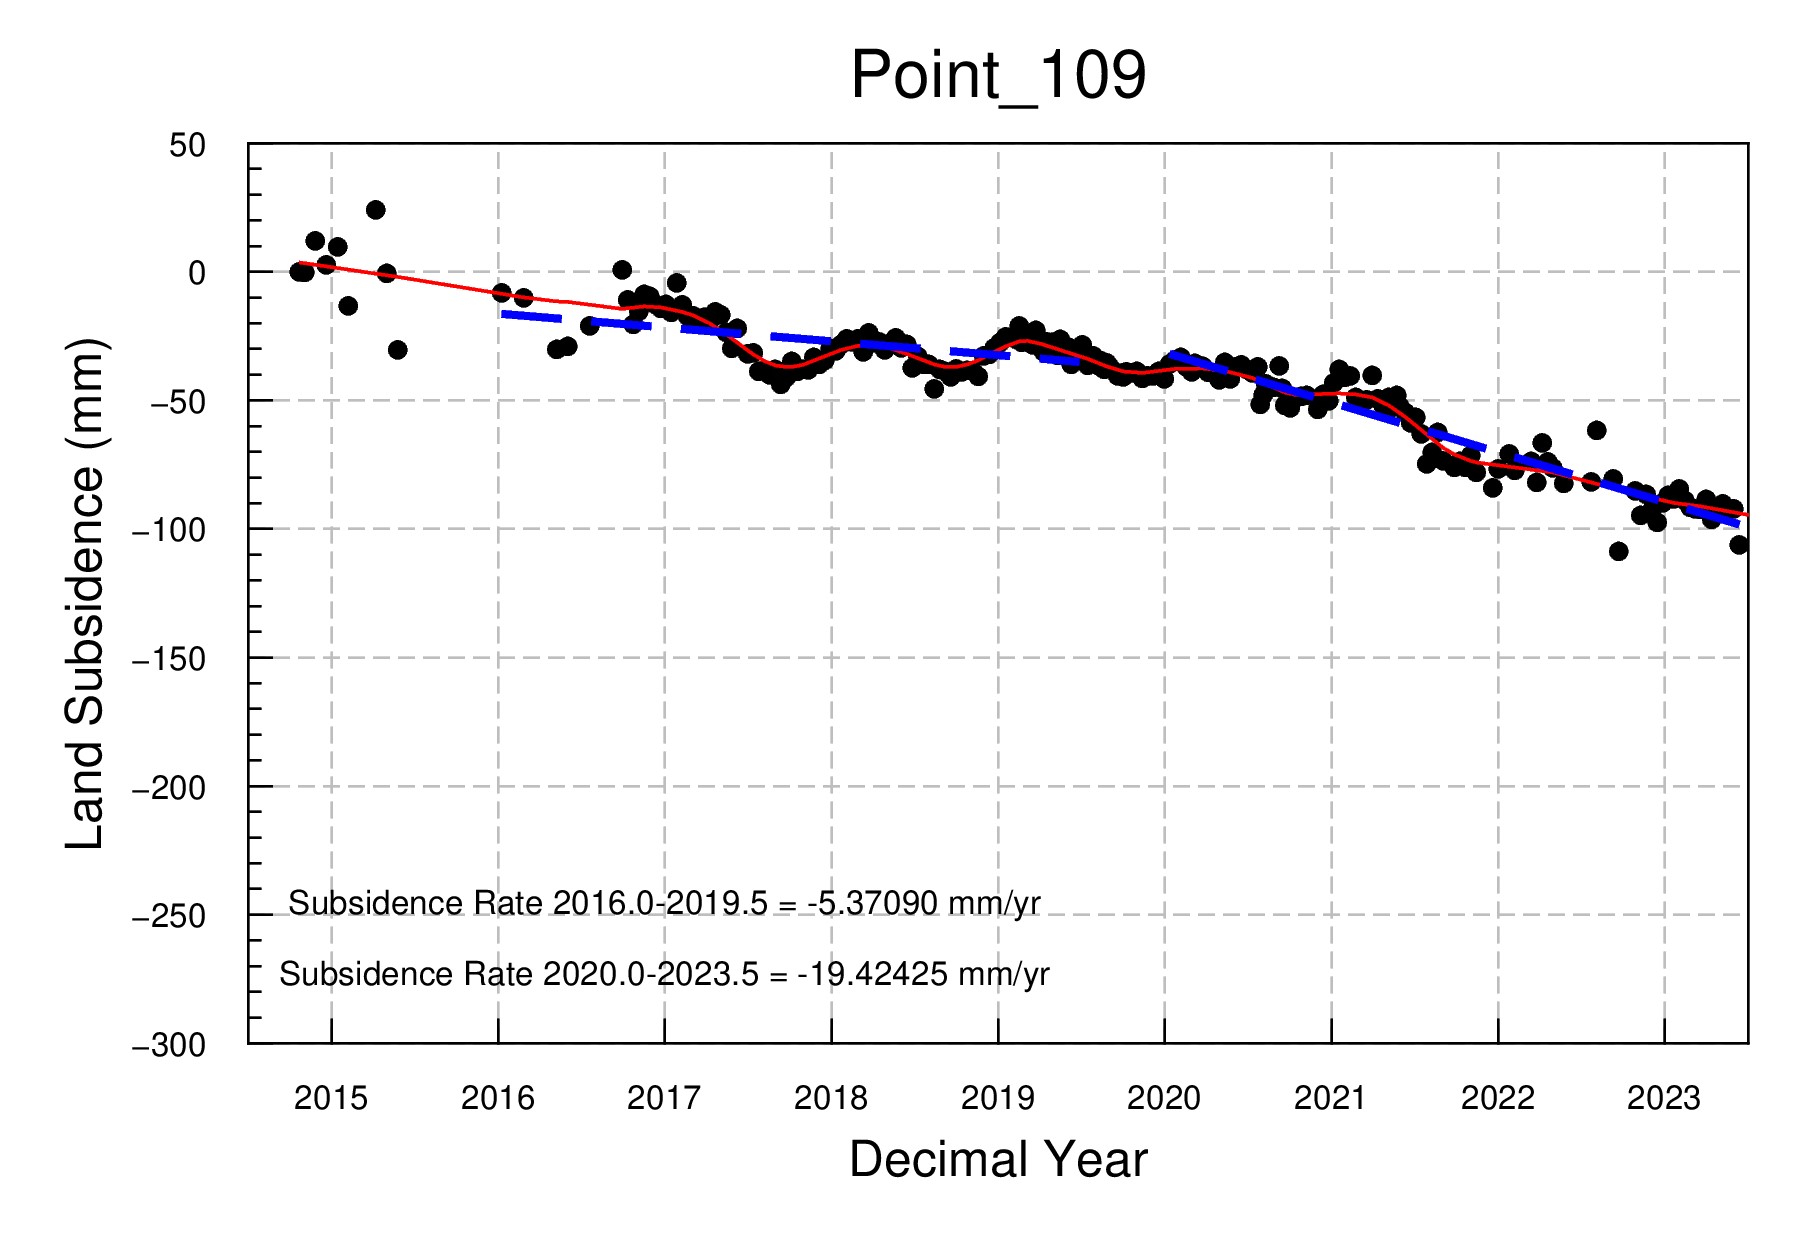 Point_109
50
0
−50
−100
−150
−200
−250
−300
Land Subsidence (mm)
Subsidence Rate 2016.0-2019.5 = -5.37090 mm/yr
Subsidence Rate 2020.0-2023.5 = -19.42425 mm/yr
2015 2016 2017 2018 2019 2020 2021 2022 2023
Decimal Year